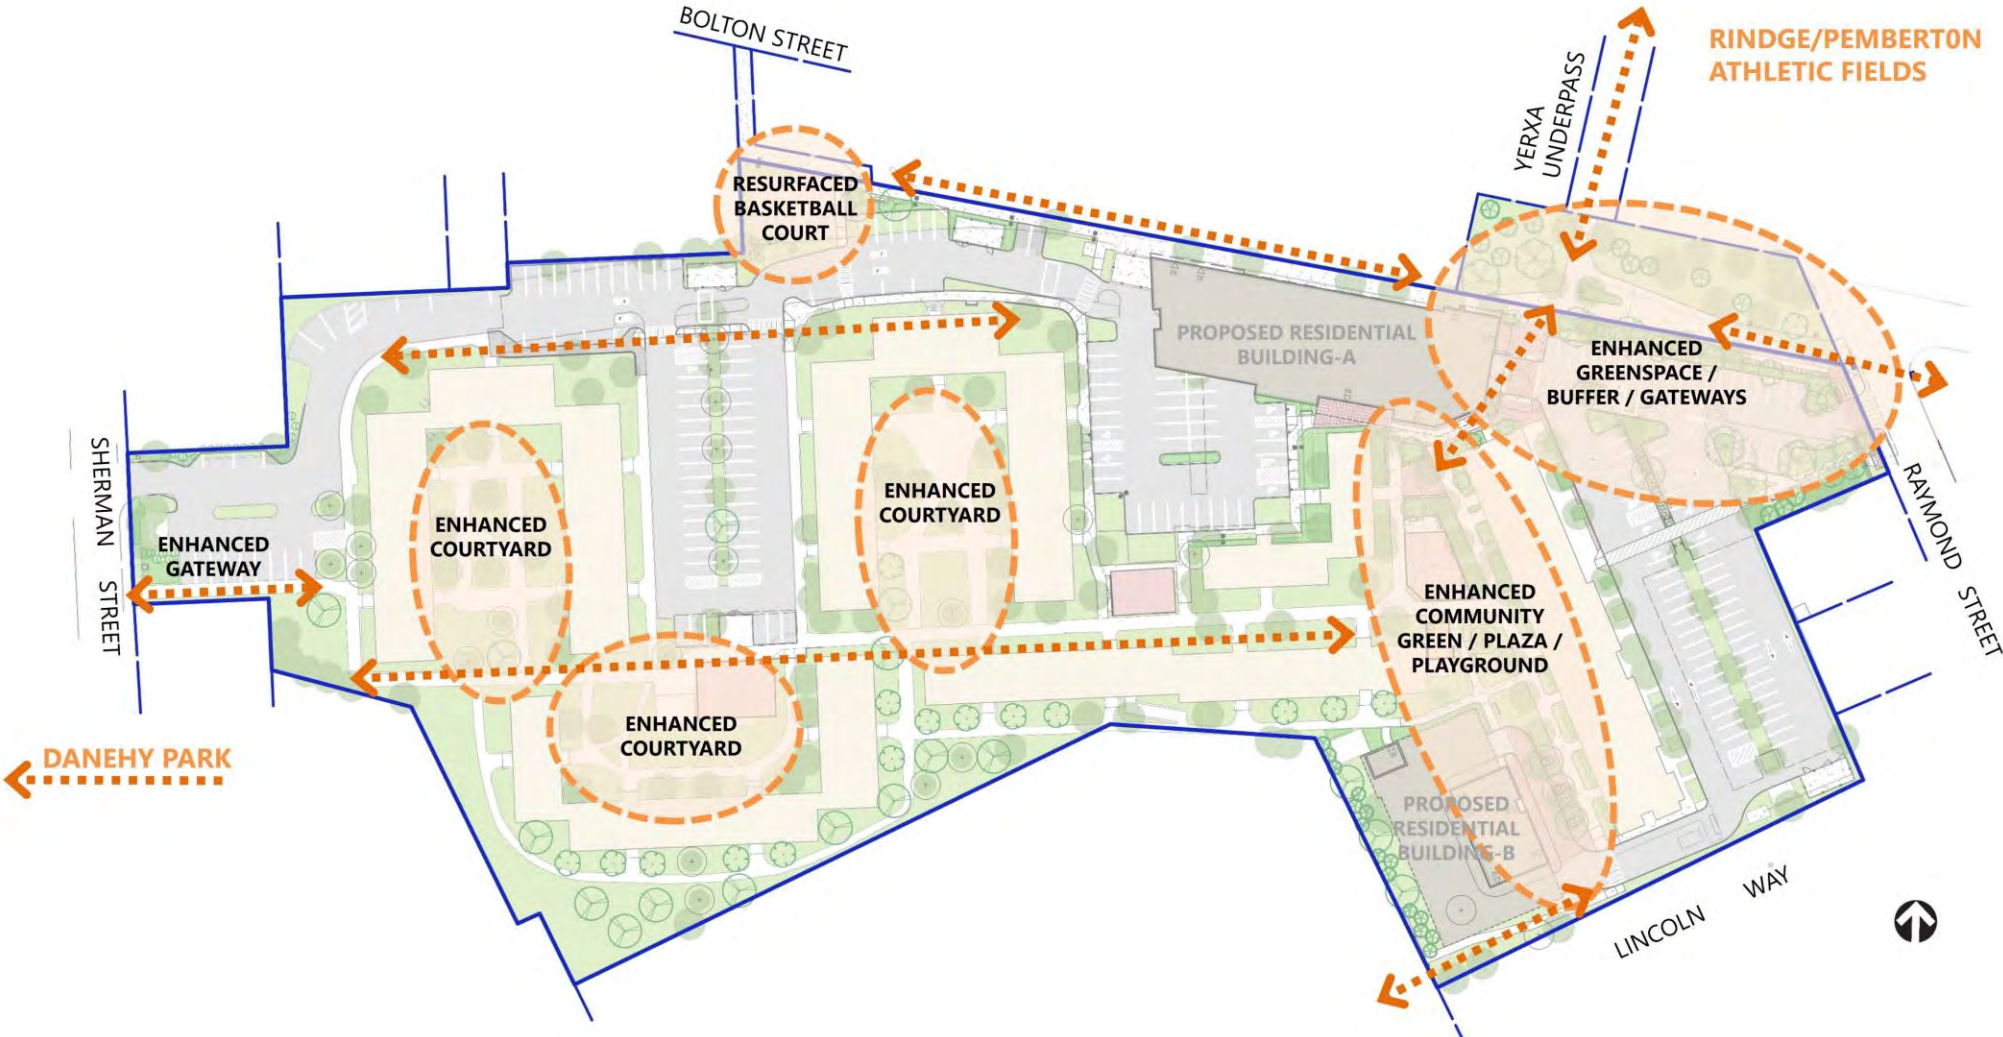 BOLTON STREET
YERXA
UNDERPASS
RINDGE/PEMBERT0N
ATHLETIC FIELDS
RESURFACED
BASKETBALL
COURT
PROPOSED RESIDENTIAL
BUILDING-A
ENHANCED
GREENSPACE /
BUFFER / GATEWAYS
SHERMAN STREET
ENHANCED
GATEWAY
ENHANCED
COURTYARD
ENHANCED
COURTYARD
RAYMOND STREET
ENHANCED
COMMUNITY
GREEN / PLAZA /
PLAYGROUND
ENHANCED
COURTYARD
DANEHY PARK
PROPOSED
RESIDENTIAL
BUILDING-B
LINCOLN WAY